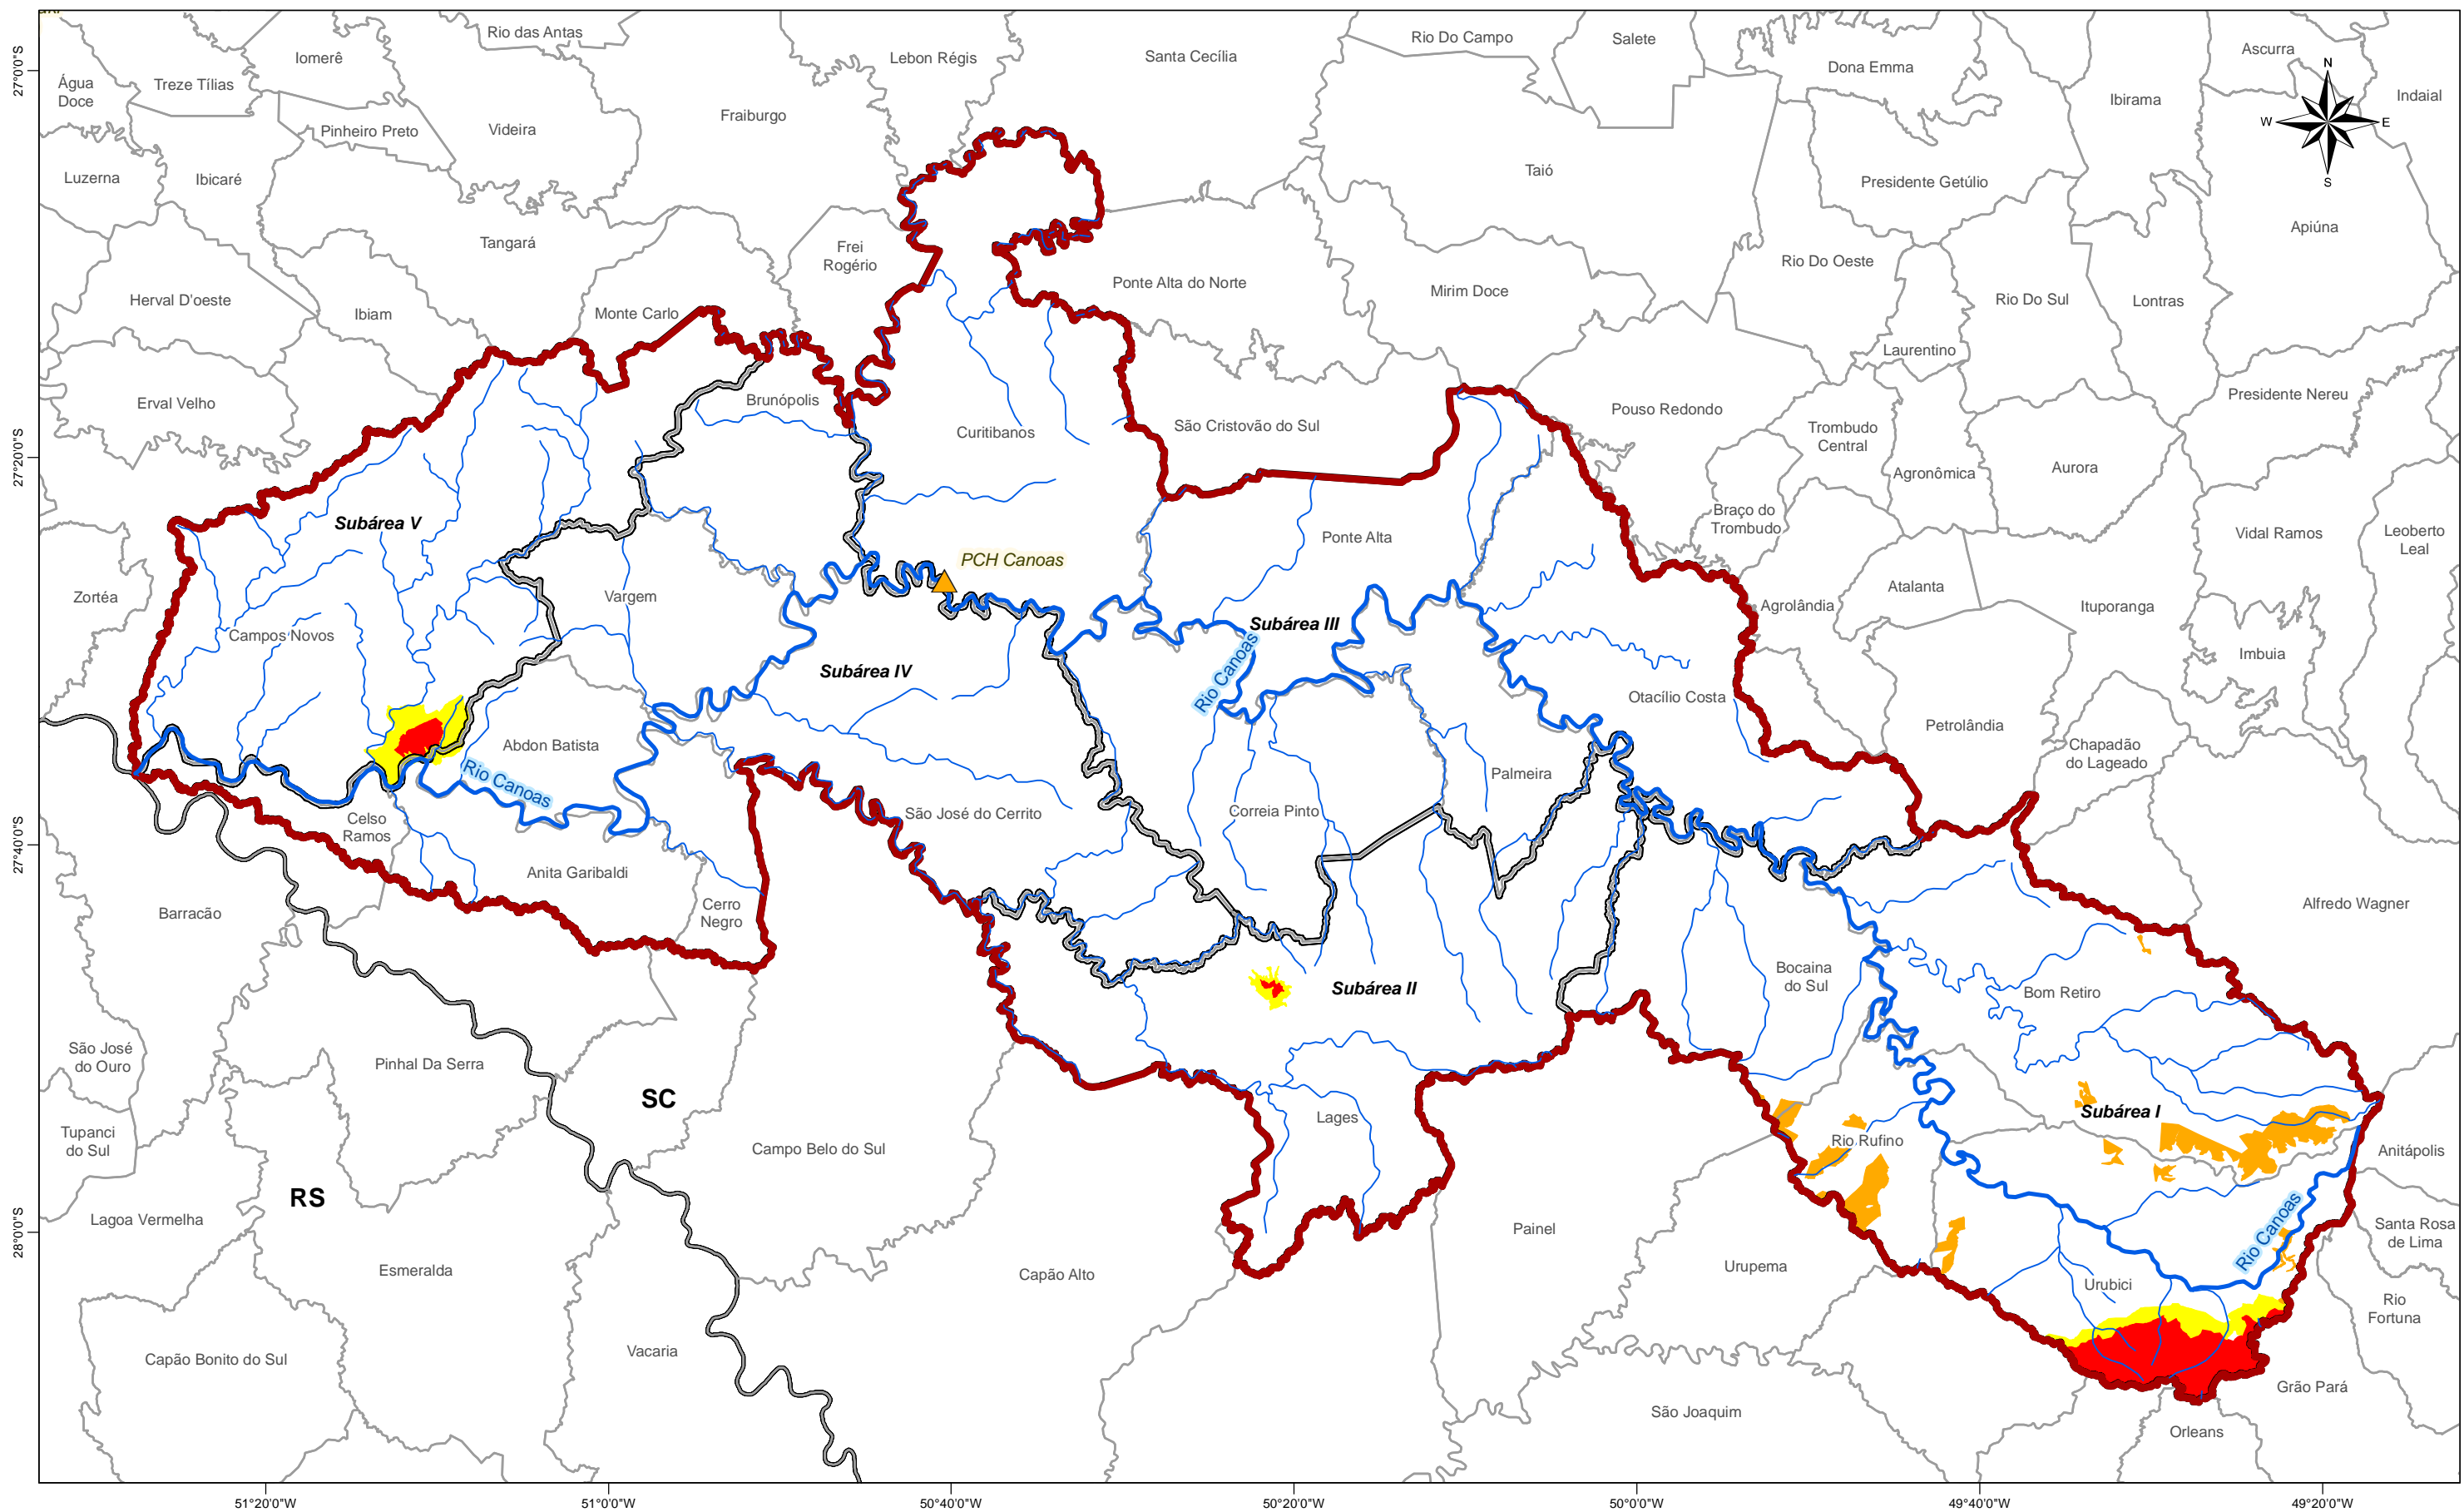 Rio das Antas
Iomerê
Lebon Régis
Santa Cecília
Rio Do Campo
Salete
Ascurra
Água
Doce
Treze Tílias
Dona Emma
N
W
E
S
Indaial
27°0'0"S
Pinheiro Preto
Videira
Fraiburgo
Ibirama
Luzerna
Ibicaré
Taió
Presidente Getúlio
Apiúna
Tangará
Frei
Rogério
Rio Do Oeste
Herval D'oeste
Ibiam
Monte Carlo
Ponte Alta do Norte
Mirim Doce
Rio Do Sul
Lontras
Laurentino
Erval Velho
Brunópolis
Curitibanos
São Cristovão do Sul
Pouso Redondo
Presidente Nereu
Trombudo
Central
27°20'0"S
Agronômica
Aurora
Subárea V
Ponte Alta
Braço do
Trombudo
Vidal Ramos
Leoberto
Leal
PCH Canoas
Zortéa
Vargem
Agrolândia
Atalanta
Ituporanga
Campos Novos
Subárea III
Imbuia
Subárea IV
Rio Canoas
Otacílio Costa
Petrolândia
Abdon Batista
Chapadão
do Lageado
Rio Canoas
Palmeira
Celso
Ramos
São José do Cerrito
Correia Pinto
27°40'0"S
Anita Garibaldi
Cerro
Negro
Barracão
Alfredo Wagner
Subárea II
Bocaina
do Sul
Bom Retiro
São José
do Ouro
Pinhal Da Serra
SC
Lages
Subárea I
Tupanci
do Sul
Campo Belo do Sul
Rio Rufino
Anitápolis
RS
Lagoa Vermelha
Painel
Rio Canoas
Santa Rosa
de Lima
28°0'0"S
Esmeralda
Capão Alto
Urupema
Urubici
Rio
Fortuna
Capão Bonito do Sul
Vacaria
São Joaquim
Grão Pará
Orleans
51°20'0"W
51°0'0"W
50°40'0"W
50°20'0"W
50°0'0"W
49°40'0"W
49°20'0"W